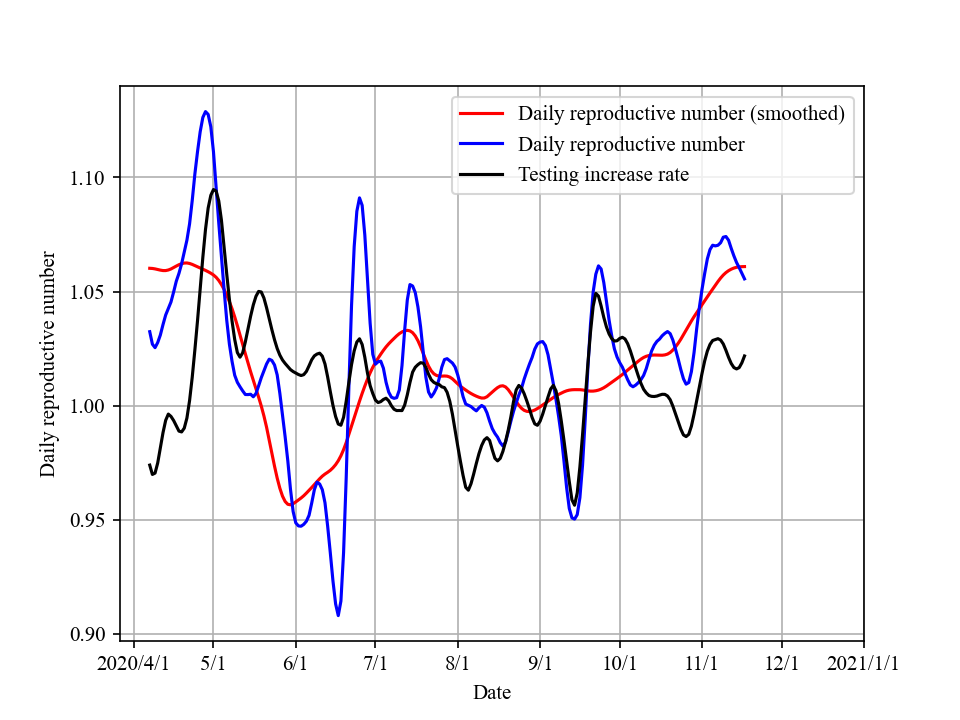 Daily reproductive number (smoothed)
Daily reproductive number
Testing increase rate
Daily reproductive number
1.10
1.05
1.00
0.95
0.90
2020/4/1 5/1 6/1 7/1 8/1 9/1 10/1 11/1 12/1 2021/1/1
Date